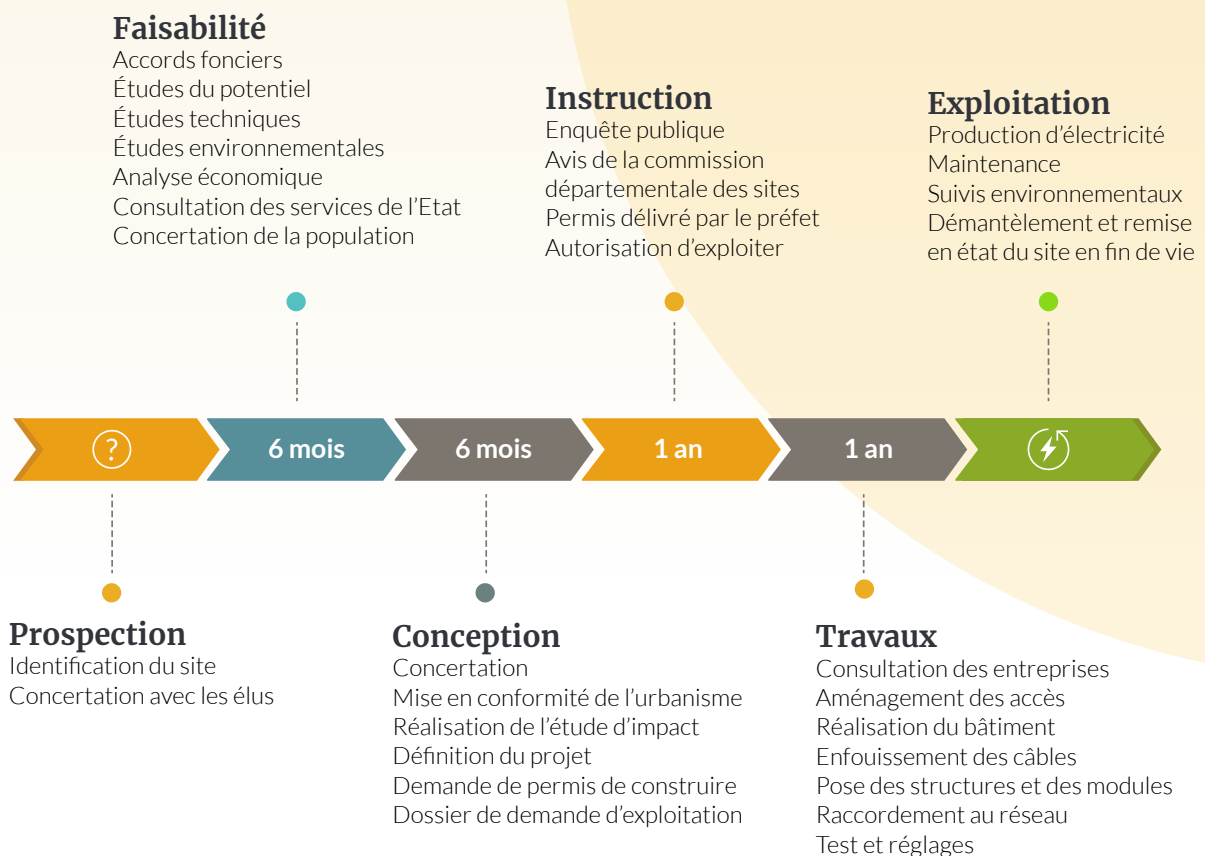 Faisabilité
Accords fonciers
Études du potentiel
Études techniques
Études environnementales
Analyse économique
Consultation des services de l'Etat
Concertation de la population
Instruction
Enquête publique
Avis de la commission
départementale des sites
Permis délivré par le préfet
Autorisation d'exploiter
Exploitation
Production d'électricité
Maintenance
Suivis environnementaux
Démantèlement et remise
en état du site en fin de vie
?
6 mois
6 mois
1 an
1 an
Prospection
Identification du site
Concertation avec les élus
Conception
Concertation
Mise en conformité de l'urbanisme
Réalisation de l'étude d'impact
Définition du projet
Demande de permis de construire
Dossier de demande d'exploitation
Travaux
Consultation des entreprises
Aménagement des accès
Réalisation du bâtiment
Enfouissement des câbles
Pose des structures et des modules
Raccordement au réseau
Test et réglages